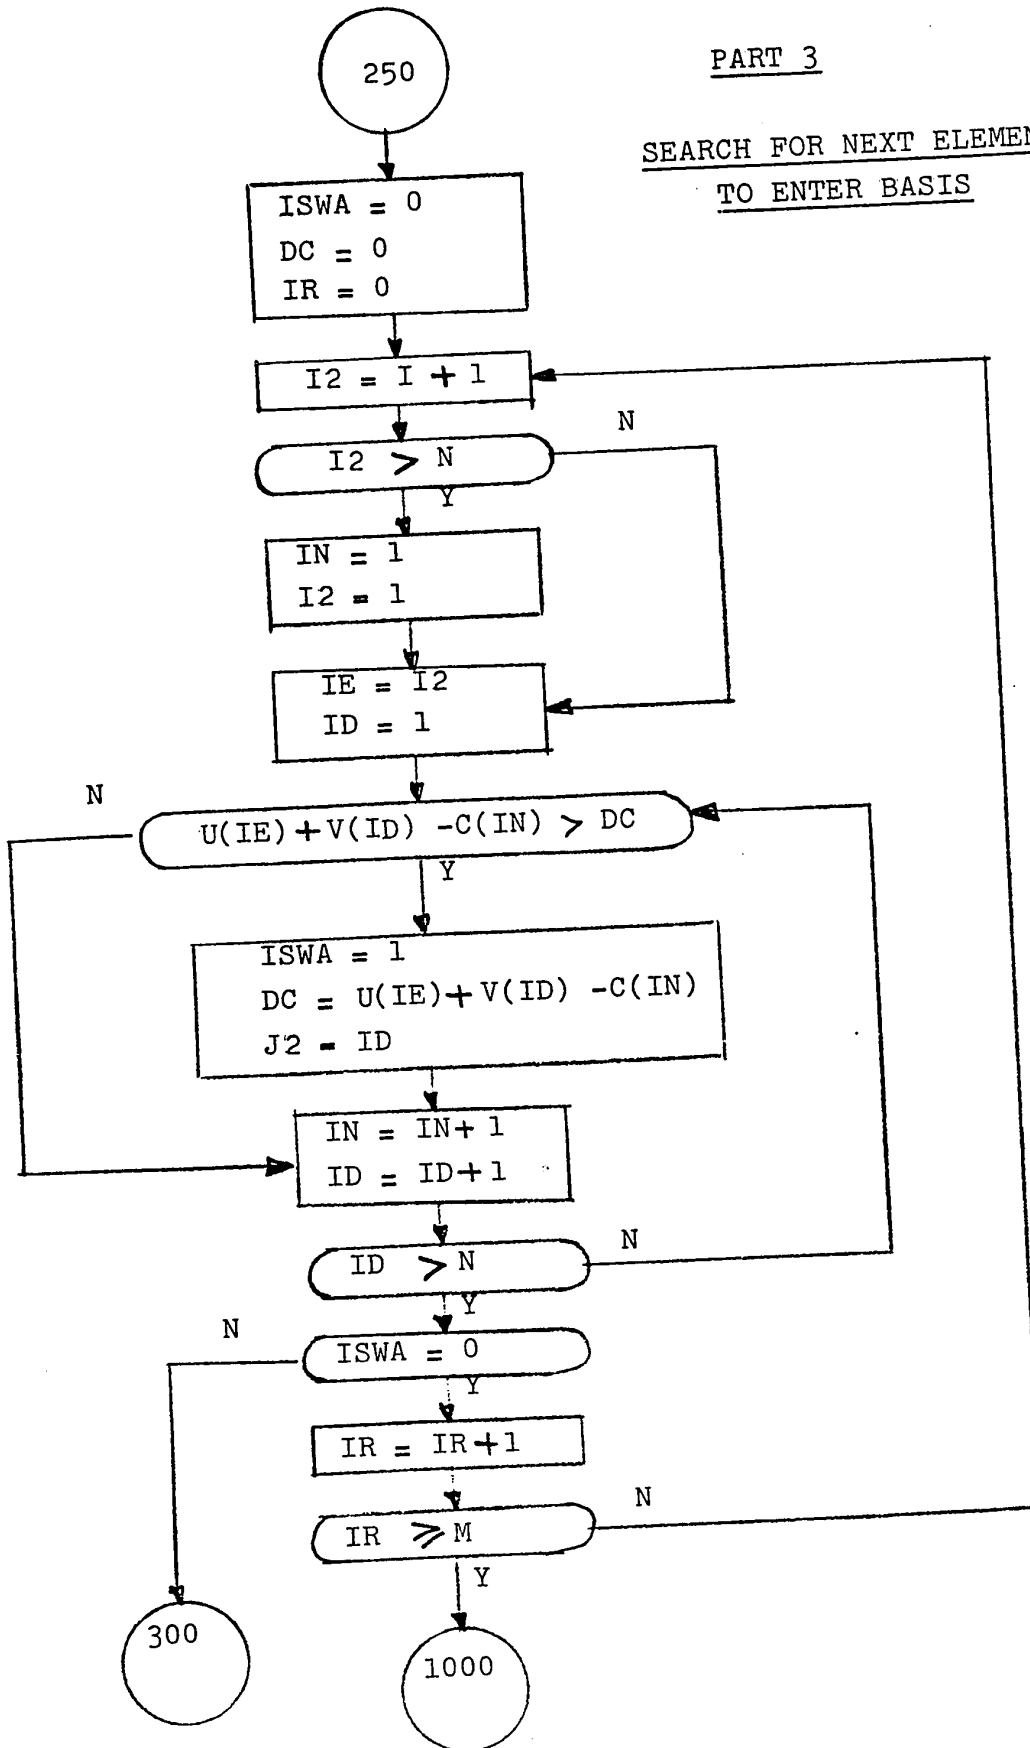 250
PART 3
SEARCH FOR NEXT ELEMEN
TO ENTER BASIS
ISWA = 0
DC = 0
IR = 0
I2 = I + 1
N
I2 > N
Y
IN = 1
I2 = 1
IE = I2
ID = 1
N
U(IE)+V(ID) -C(IN) > DC
Y
ISWA = 1
DC = U(IE)+V(ID) -C(IN)
J2 = ID
IN = IN+1
ID = ID+1
ID > N
N
Y
N
ISWA = 0
Y
IR = IR+1
N
IR ⩾ M
Y
300
1000